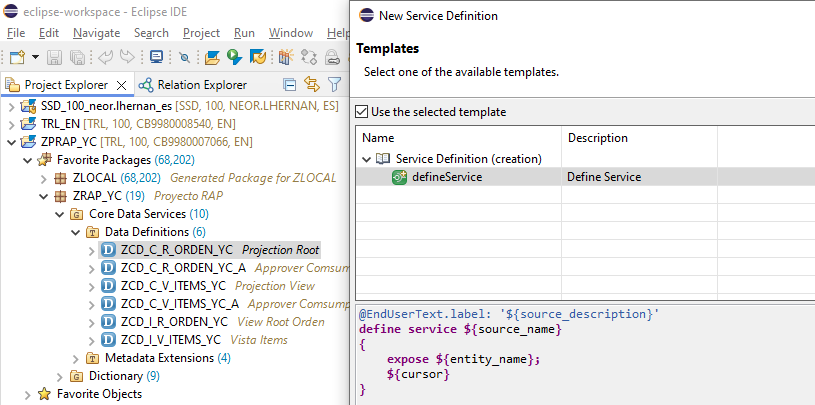 eclipse-workspace - Eclipse IDE
File Edit Navigate Search Project Run Window Help
Project Explorer Relation Explorer
SSD_100_neor.lhernan_es [SSD, 100, NEOR.LHERNAN, ES]
TRL_EN [TRL, 100, CB9980008540, EN]
ZPRAP_YC [TRL, 100, CB9980007066, EN]
Favorite Packages (68,202)
ZLOCAL (68,202) Generated Package for ZLOCAL
ZRAP_YC (19) Proyecto RAP
Core Data Services (10)
Data Definitions (6)
ZCD_C_R_ORDEN_YC Projection Root
ZCD_C_R_ORDEN_YC_A Approver Comsum
ZCD_C_V_ITEMS_YC Projection View
ZCD_C_V_ITEMS_YC_A Approver Comsump
ZCD_I_R_ORDEN_YC View Root Orden
ZCD_I_V_ITEMS_YC Vista Items
Metadata Extensions (4)
Dictionary (9)
Favorite Objects
New Service Definition
Templates
Select one of the available templates.
Use the selected template
Name Description
Service Definition (creation)
defineService Define Service
@EndUserText.label: '${source_description}'
define service ${source_name}
{
expose ${entity_name};
${cursor}
}